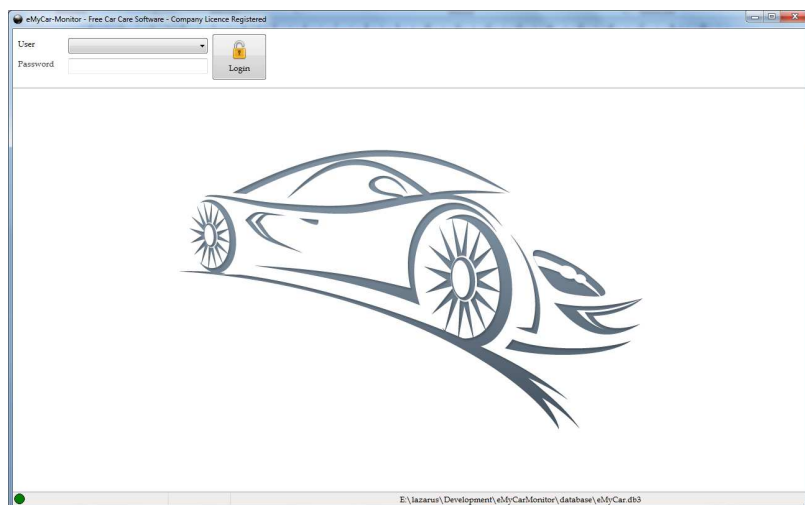 eMyCar-Monitor - Free Car Care Software - Company Licence Registered
User
Password
Login
E:\lazarus\Development\eMyCarMonitor\database\eMyCar.db3